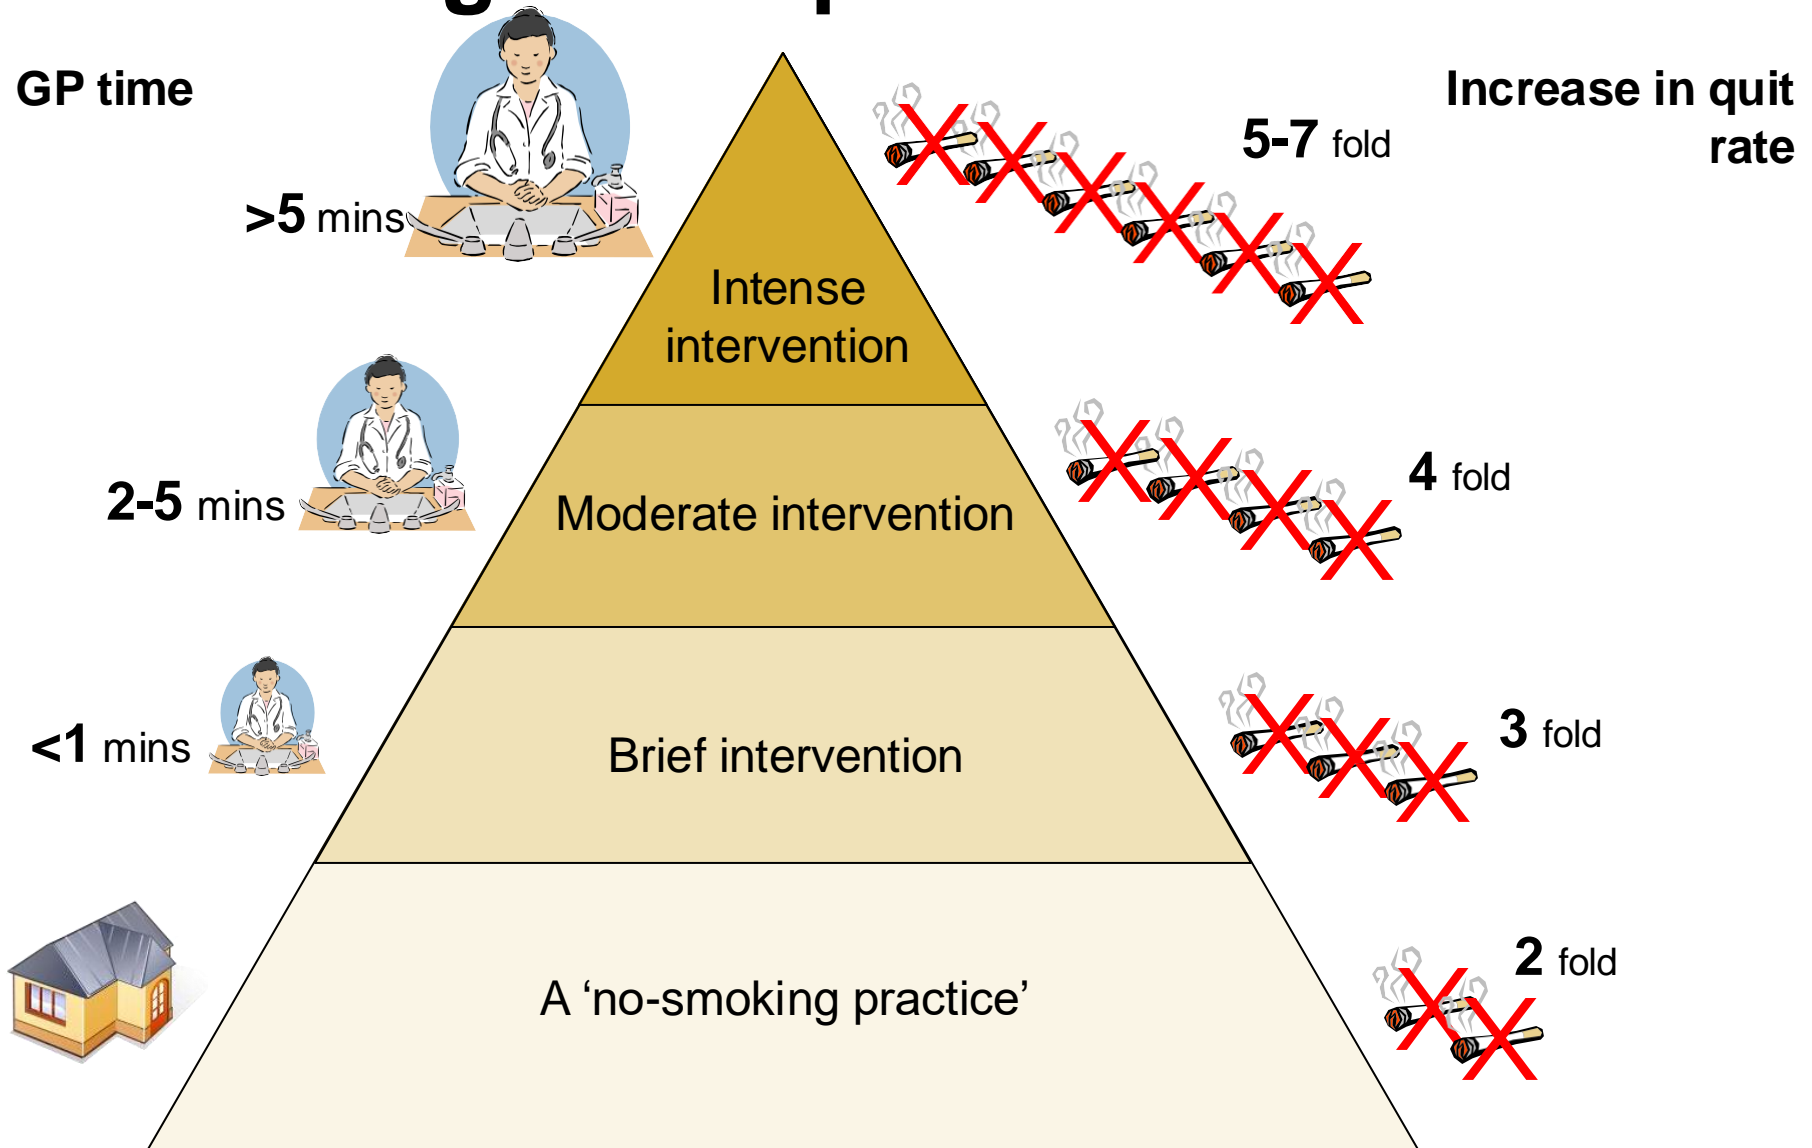 GP time
Increase in quit
rate
>5 mins
Intense
intervention
5-7 fold
2-5 mins
Moderate intervention
4 fold
<1 mins
Brief intervention
3 fold
A ‘no-smoking practice’
2 fold